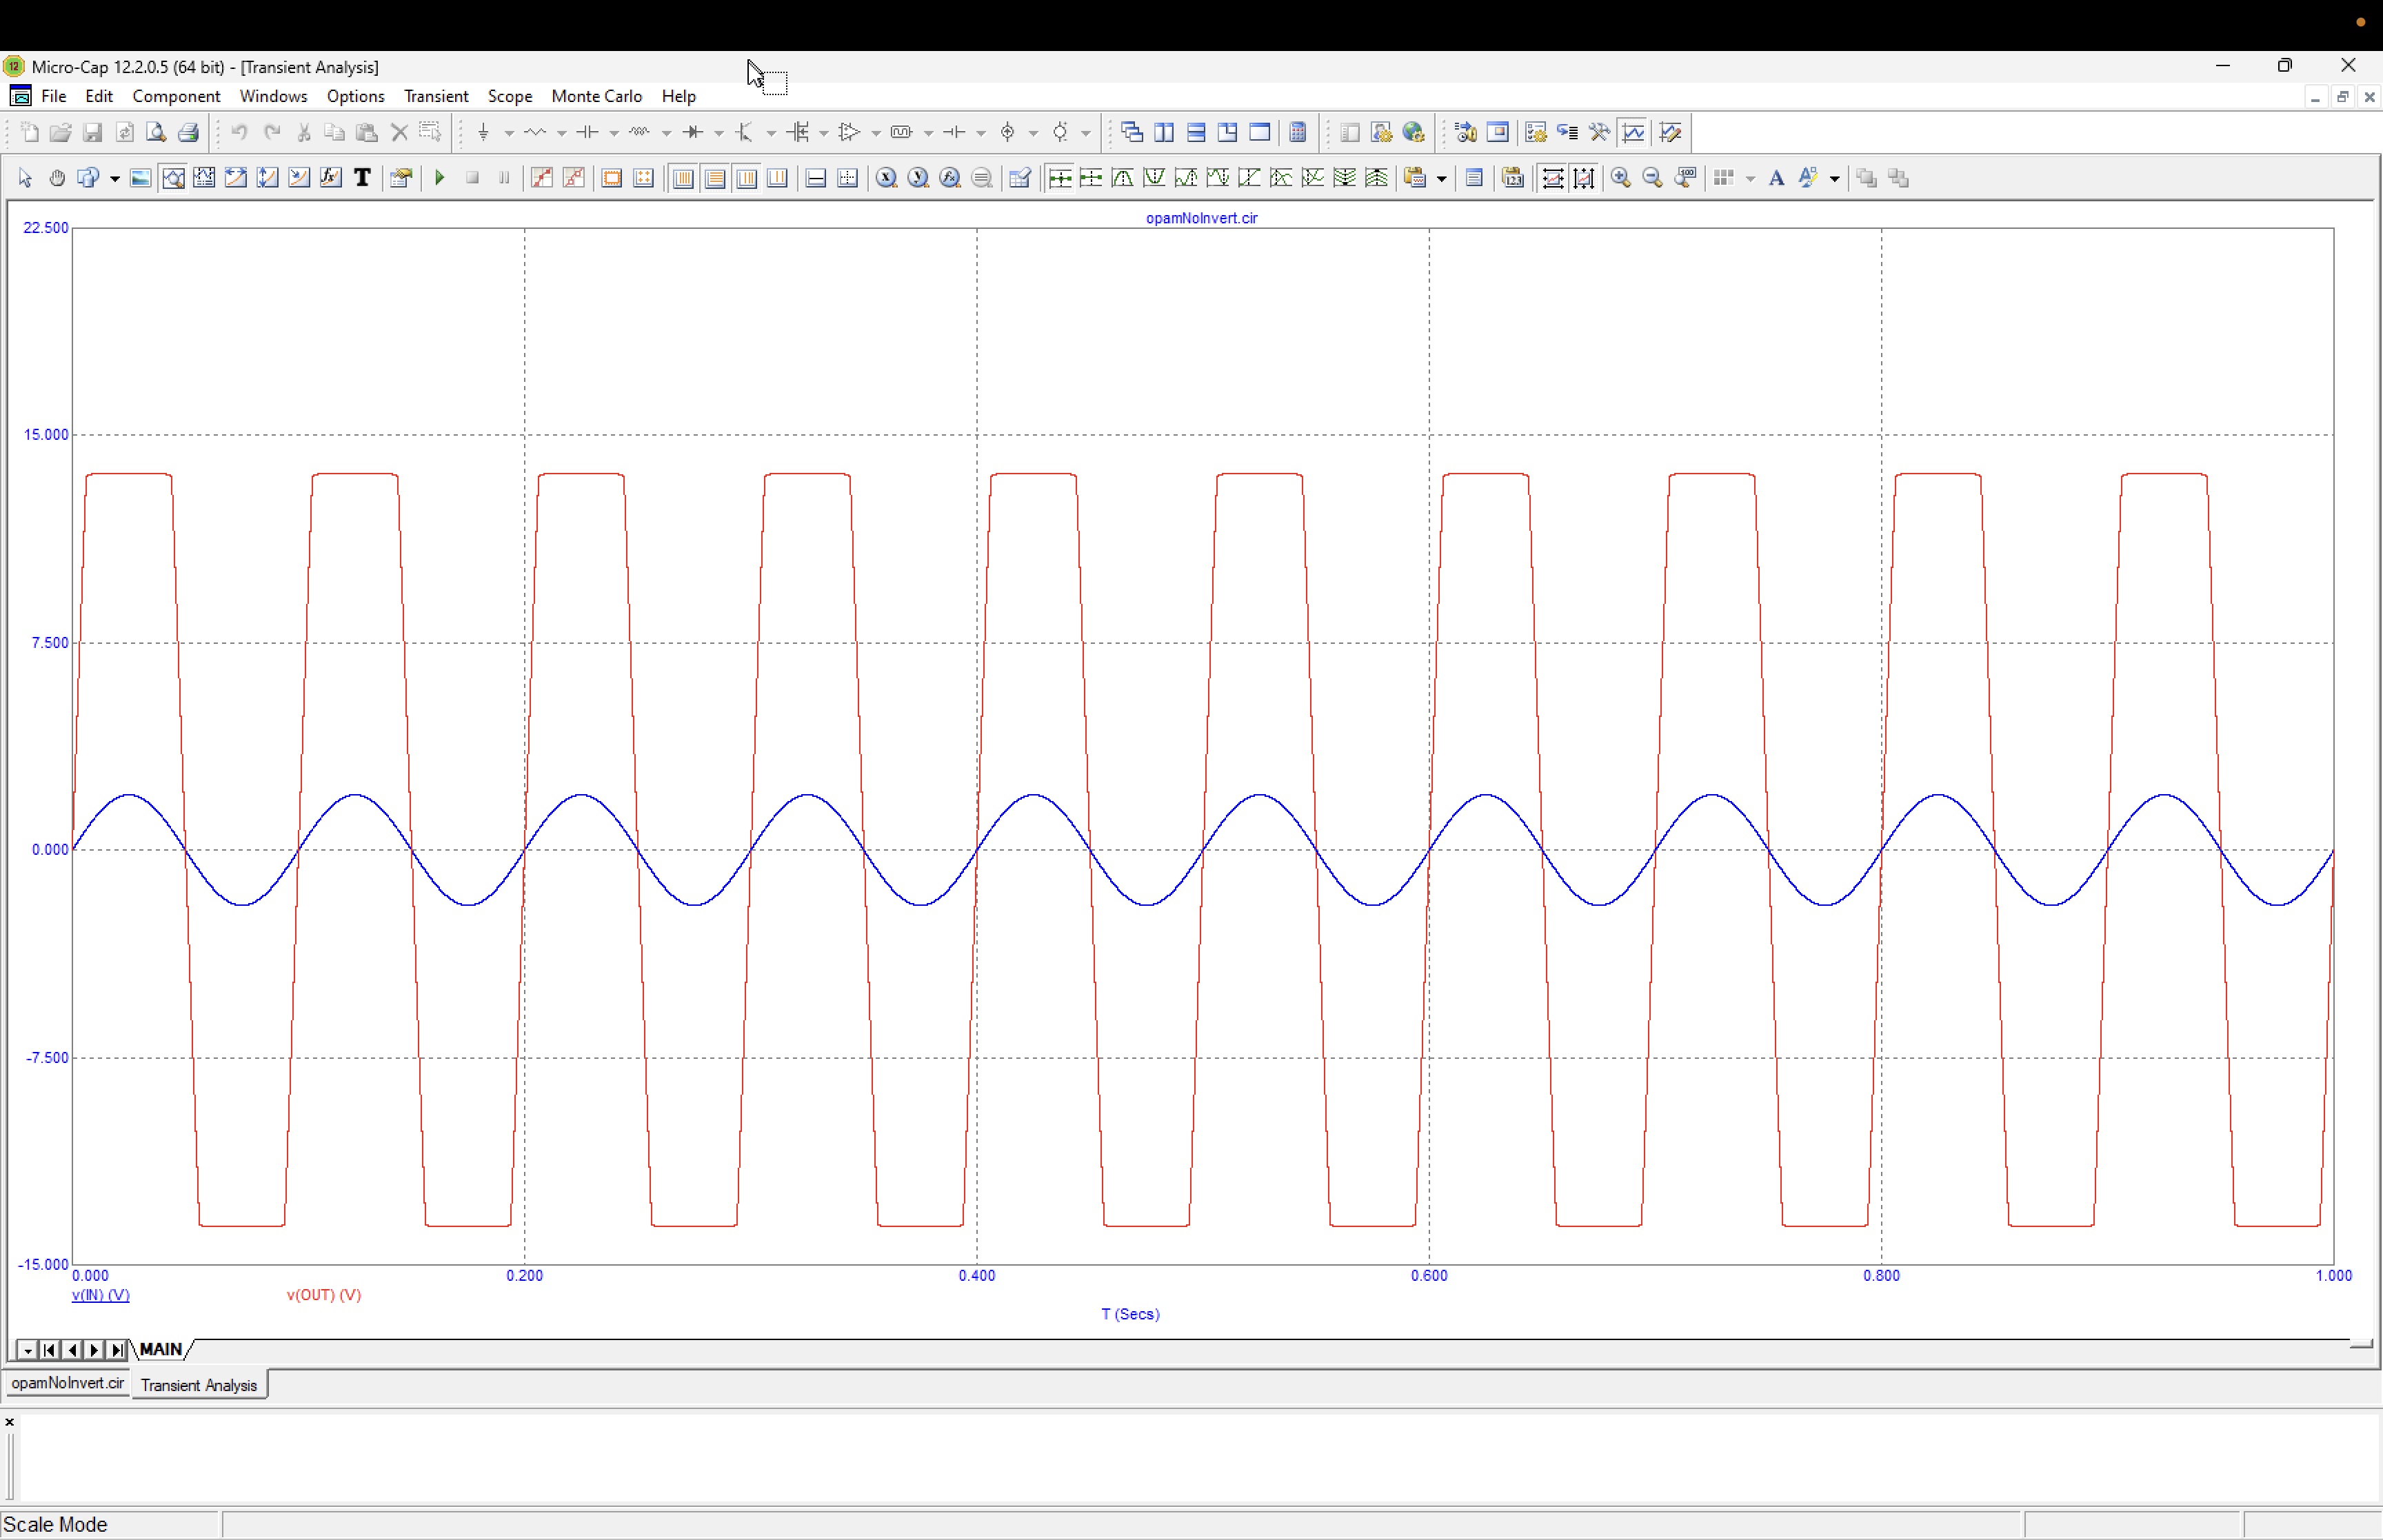 12 Micro-Cap 12.2.0.5 (64 bit) - [Transient Analysis]
File Edit Component Windows Options Transient Scope Monte Carlo Help
opamNoInvert.cir
22.500
15.000
7.500
0.000
-7.500
-15.000
0.000 0.200 0.400 0.600 0.800 1.000
v(IN) (V) v(OUT) (V)
T (Secs)
MAIN
opamNoInvert.cir Transient Analysis
Scale Mode